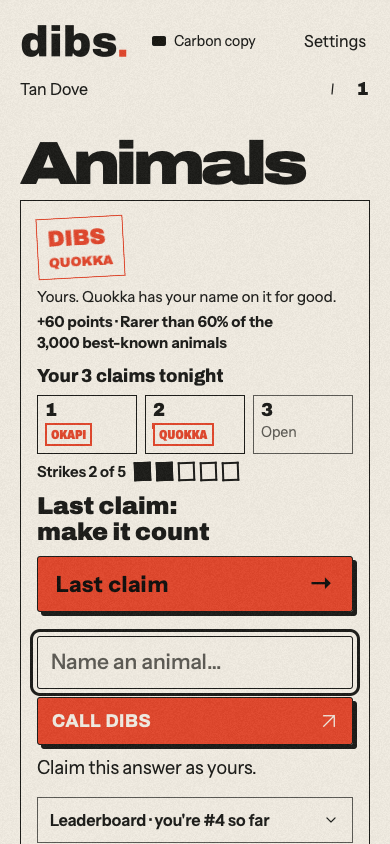 dibs.
Carbon copy
Settings
Tan Dove
1
Animals
DIBS
QUOKKA
Yours. Quokka has your name on it for good.
+60 points · Rarer than 60% of the
3,000 best-known animals
Your 3 claims tonight
1
OKAPI
2
QUOKKA
3
Open
Strikes 2 of 5
Last claim:
make it count
Last claim →
Name an animal...
CALL DIBS
Claim this answer as yours.
Leaderboard · you're #4 so far